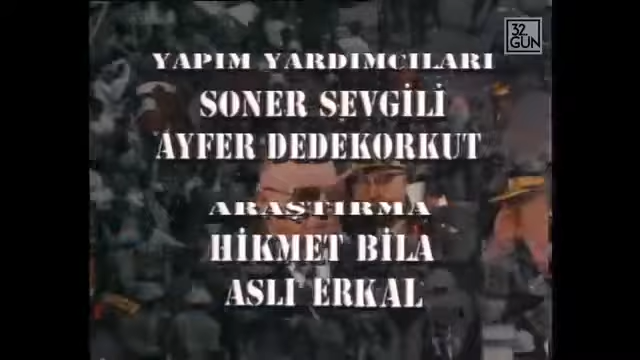 32.
GÜN
YAPIM YARDIMCILARI
SONER SEVGİLİ
AYFER DEDEKORKUT
ARAŞTIRMA
HİKMET BİLA
ASLI ERKAL